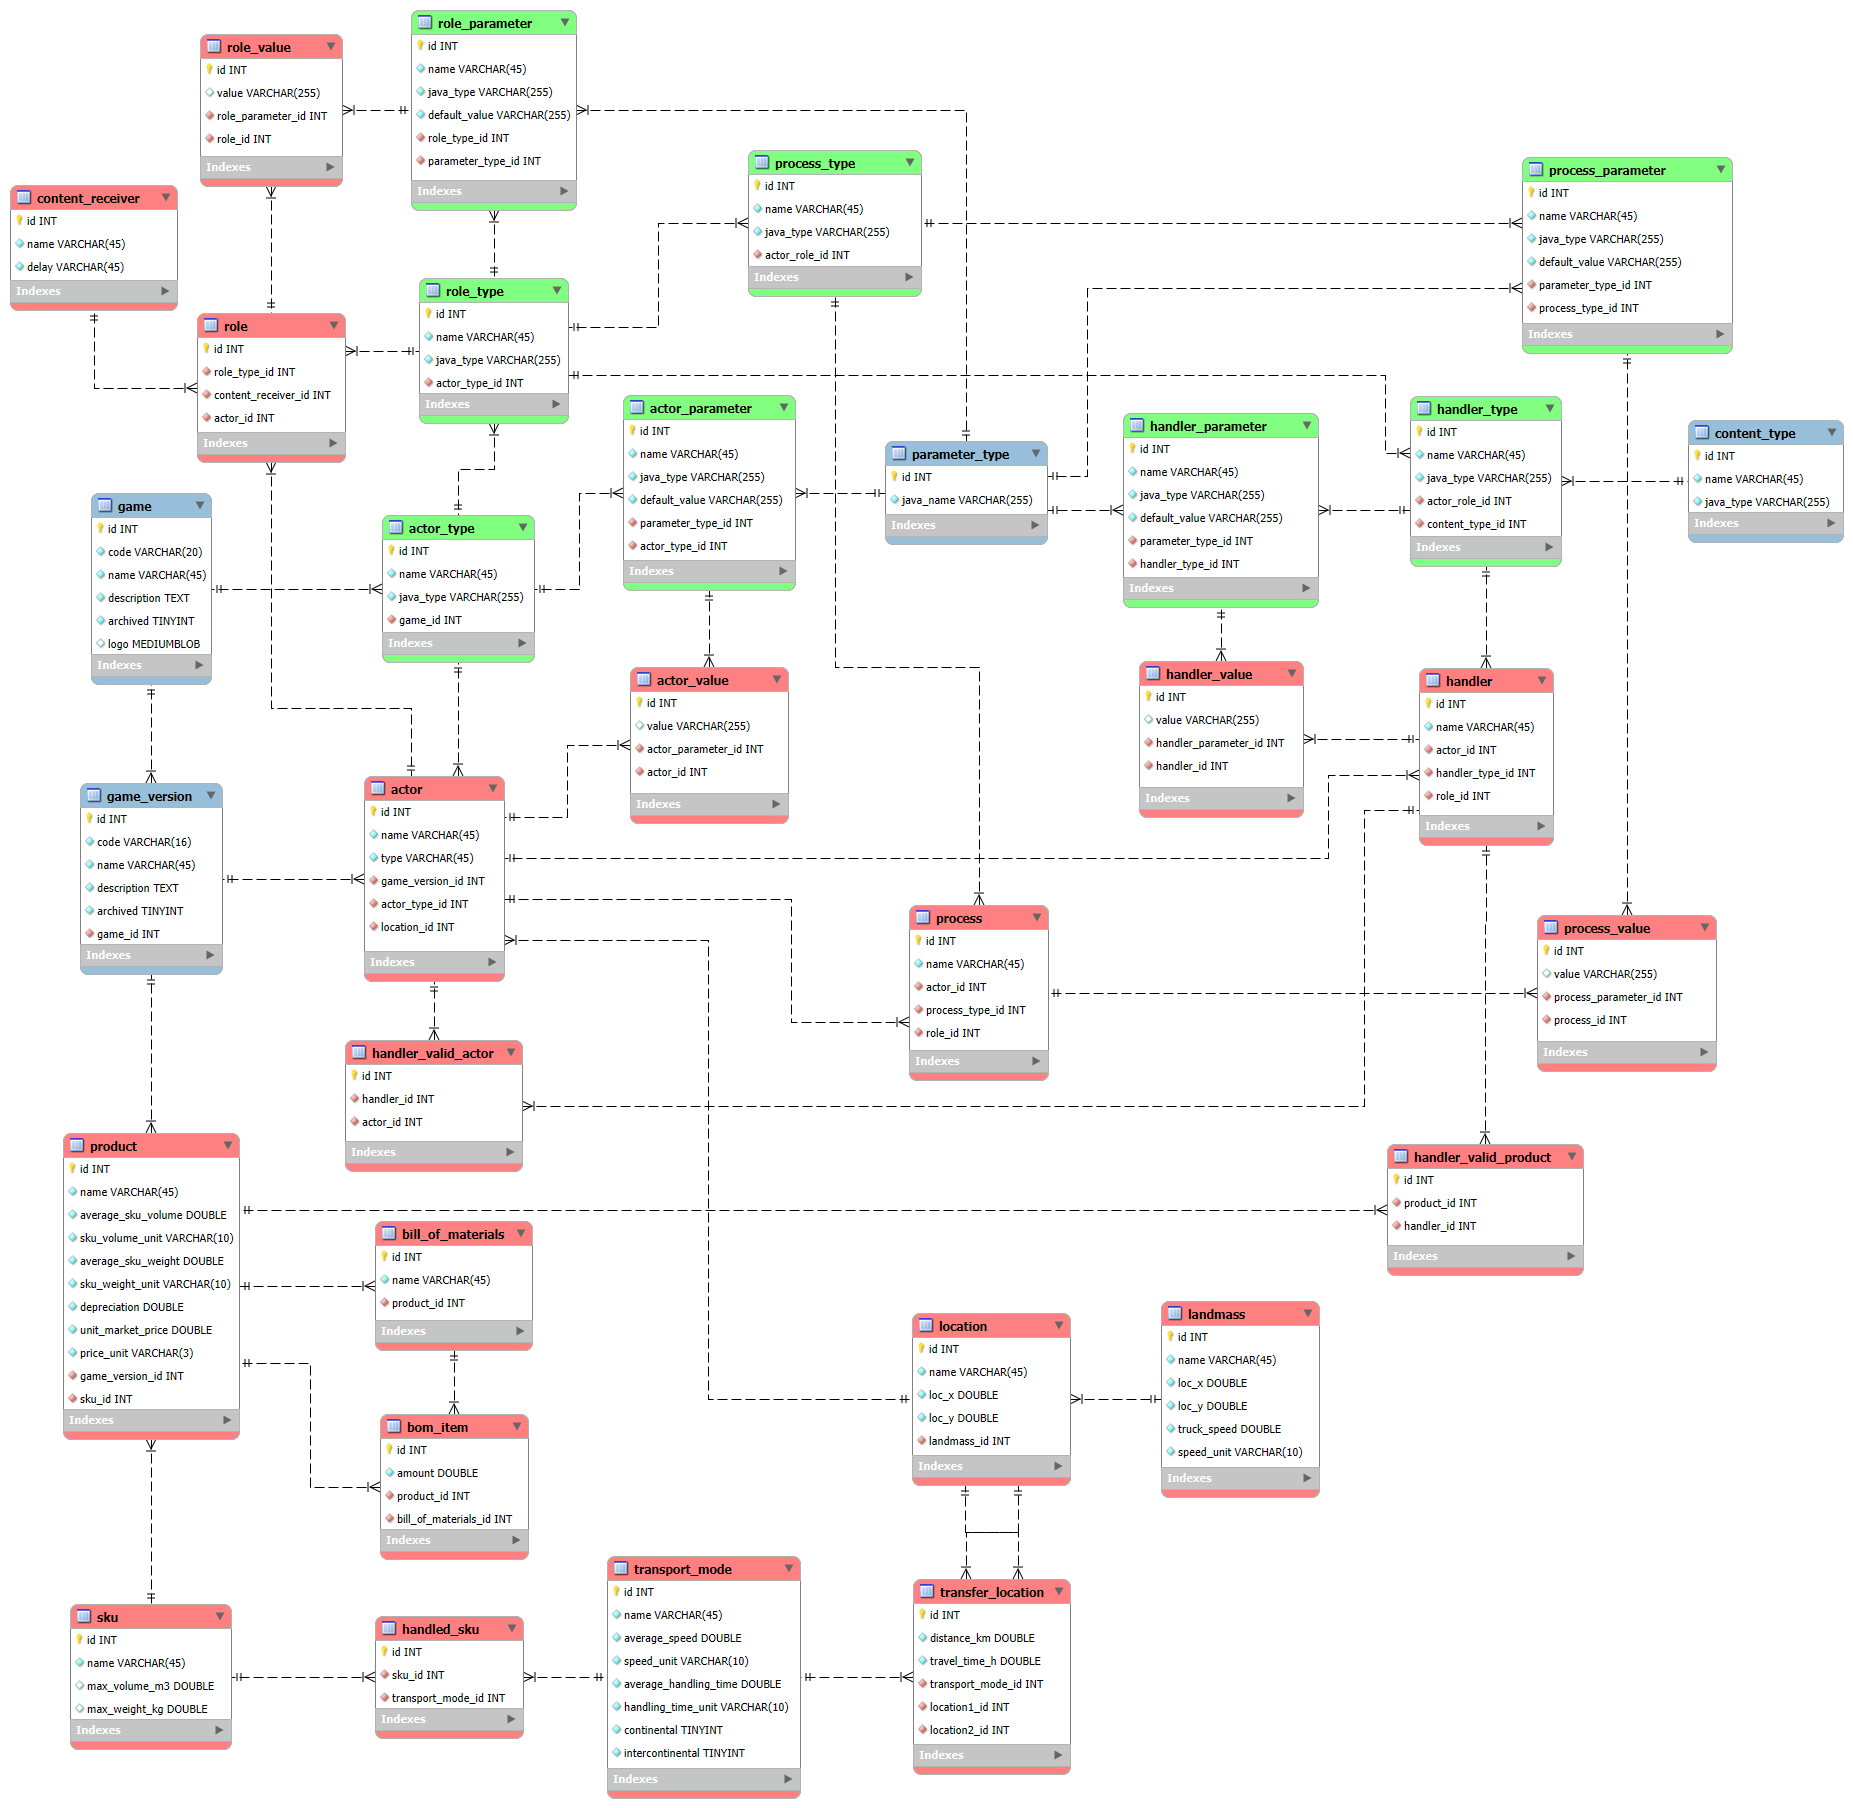 role_parameter
id INT
name VARCHAR(45)
java_type VARCHAR(255)
default_value VARCHAR(255)
role_type_id INT
parameter_type_id INT
Indexes
role_value
id INT
value VARCHAR(255)
role_parameter_id INT
role_id INT
Indexes
process_type
id INT
name VARCHAR(45)
java_type VARCHAR(255)
actor_role_id INT
Indexes
process_parameter
id INT
name VARCHAR(45)
java_type VARCHAR(255)
default_value VARCHAR(255)
parameter_type_id INT
process_type_id INT
Indexes
content_receiver
id INT
name VARCHAR(45)
delay VARCHAR(45)
Indexes
role_type
id INT
name VARCHAR(45)
java_type VARCHAR(255)
actor_type_id INT
Indexes
role
id INT
role_type_id INT
content_receiver_id INT
actor_id INT
Indexes
actor_parameter
id INT
name VARCHAR(45)
java_type VARCHAR(255)
default_value VARCHAR(255)
parameter_type_id INT
actor_type_id INT
Indexes
parameter_type
id INT
java_name VARCHAR(255)
Indexes
handler_parameter
id INT
name VARCHAR(45)
java_type VARCHAR(255)
default_value VARCHAR(255)
parameter_type_id INT
handler_type_id INT
Indexes
handler_type
id INT
name VARCHAR(45)
java_type VARCHAR(255)
actor_role_id INT
content_type_id INT
Indexes
content_type
id INT
name VARCHAR(45)
java_type VARCHAR(255)
Indexes
game
id INT
code VARCHAR(20)
name VARCHAR(45)
description TEXT
archived TINYINT
logo MEDIUMBLOB
Indexes
actor_type
id INT
name VARCHAR(45)
java_type VARCHAR(255)
game_id INT
Indexes
actor_value
id INT
value VARCHAR(255)
actor_parameter_id INT
actor_id INT
Indexes
handler_value
id INT
value VARCHAR(255)
handler_parameter_id INT
handler_id INT
Indexes
handler
id INT
name VARCHAR(45)
actor_id INT
handler_type_id INT
role_id INT
Indexes
game_version
id INT
code VARCHAR(16)
name VARCHAR(45)
description TEXT
archived TINYINT
game_id INT
Indexes
actor
id INT
name VARCHAR(45)
type VARCHAR(45)
game_version_id INT
actor_type_id INT
location_id INT
Indexes
process
id INT
name VARCHAR(45)
actor_id INT
process_type_id INT
role_id INT
Indexes
process_value
id INT
value VARCHAR(255)
process_parameter_id INT
process_id INT
Indexes
handler_valid_actor
id INT
handler_id INT
actor_id INT
Indexes
product
id INT
name VARCHAR(45)
average_sku_volume DOUBLE
sku_volume_unit VARCHAR(10)
average_sku_weight DOUBLE
sku_weight_unit VARCHAR(10)
depreciation DOUBLE
unit_market_price DOUBLE
price_unit VARCHAR(3)
game_version_id INT
sku_id INT
Indexes
handler_valid_product
id INT
product_id INT
handler_id INT
Indexes
bill_of_materials
id INT
name VARCHAR(45)
product_id INT
Indexes
location
id INT
name VARCHAR(45)
loc_x DOUBLE
loc_y DOUBLE
landmass_id INT
Indexes
landmass
id INT
name VARCHAR(45)
loc_x DOUBLE
loc_y DOUBLE
truck_speed DOUBLE
speed_unit VARCHAR(10)
Indexes
bom_item
id INT
amount DOUBLE
product_id INT
bill_of_materials_id INT
Indexes
sku
id INT
name VARCHAR(45)
max_volume_m3 DOUBLE
max_weight_kg DOUBLE
Indexes
handled_sku
id INT
sku_id INT
transport_mode_id INT
Indexes
transport_mode
id INT
name VARCHAR(45)
average_speed DOUBLE
speed_unit VARCHAR(10)
average_handling_time DOUBLE
handling_time_unit VARCHAR(10)
continental TINYINT
intercontinental TINYINT
Indexes
transfer_location
id INT
distance_km DOUBLE
travel_time_h DOUBLE
transport_mode_id INT
location1_id INT
location2_id INT
Indexes